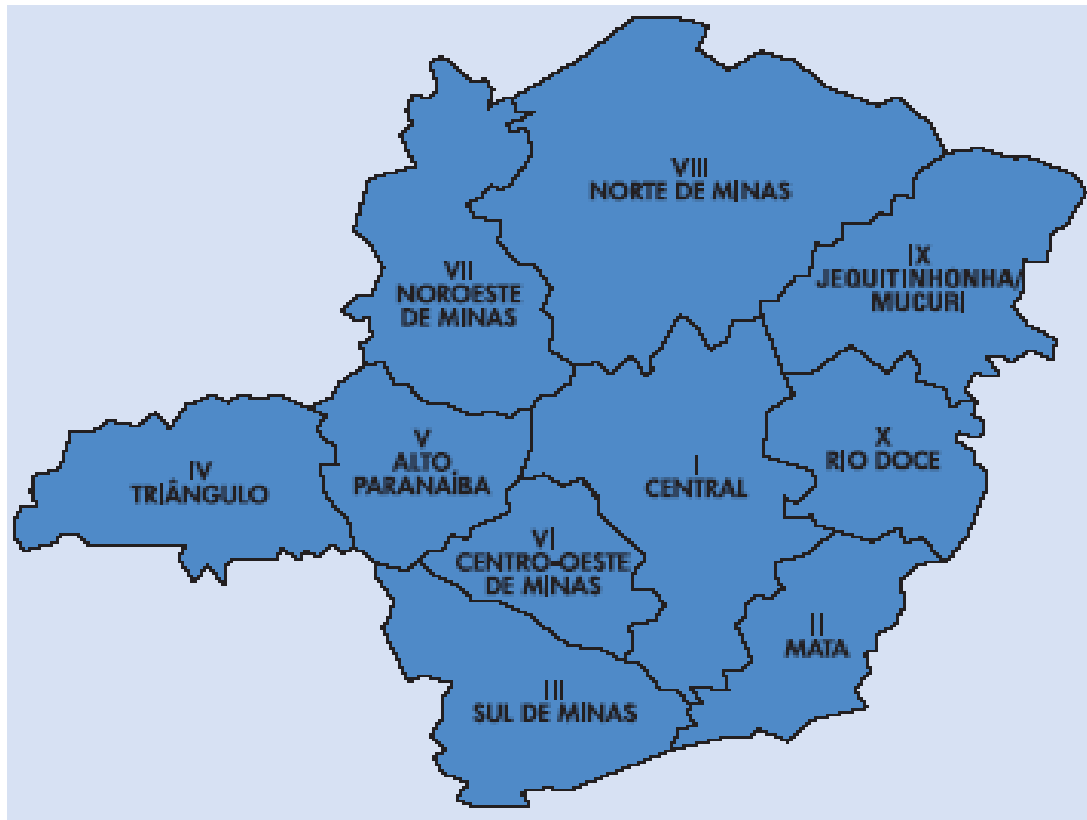 VIII
NORTE DE MINAS
IX
JEQUITINHONHA/
MUCURI
VII
NOROESTE
DE MINAS
V
ALTO
PARANAÍBA
X
RIO DOCE
IV
TRIÂNGULO
I
CENTRAL
VI
CENTRO-OESTE
DE MINAS
II
MATA
III
SUL DE MINAS